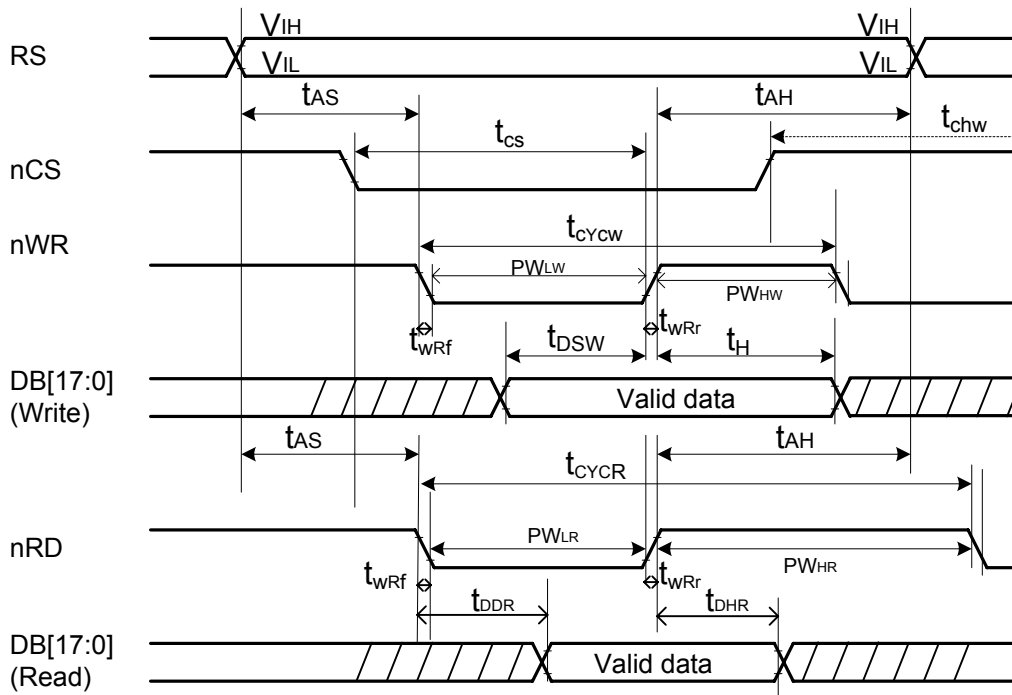 RS
VIH
VIH
VIL
VIL
tAS
tAH
tchw
tcs
nCS
tCYCW
nWR
PWLW
PWHW
twRf
twRr
tDSW
tH
DB[17:0]
(Write)
Valid data
tAS
tAH
tCYCR
nRD
PWLR
PWHR
twRf
twRr
tDDR
tDHR
DB[17:0]
(Read)
Valid data